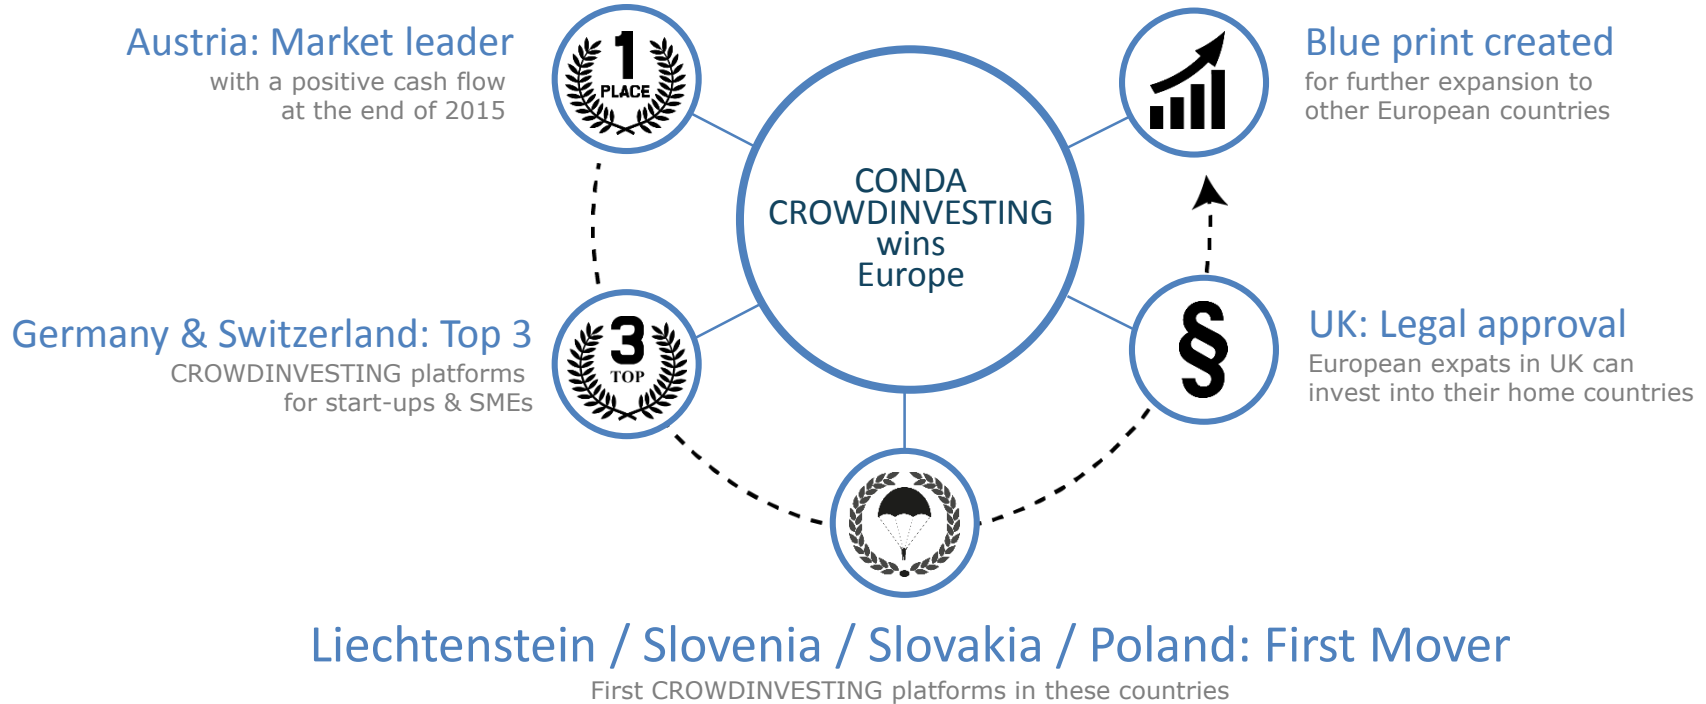 Austria: Market leader
with a positive cash flow
at the end of 2015
1
PLACE
Blue print created
for further expansion to
other European countries
CONDA
CROWDINVESTING
wins
Europe
Germany & Switzerland: Top 3
CROWDINVESTING platforms
for start-ups & SMEs
3
TOP
§
UK: Legal approval
European expats in UK can
invest into their home countries
Liechtenstein / Slovenia / Slovakia / Poland: First Mover
First CROWDINVESTING platforms in these countries